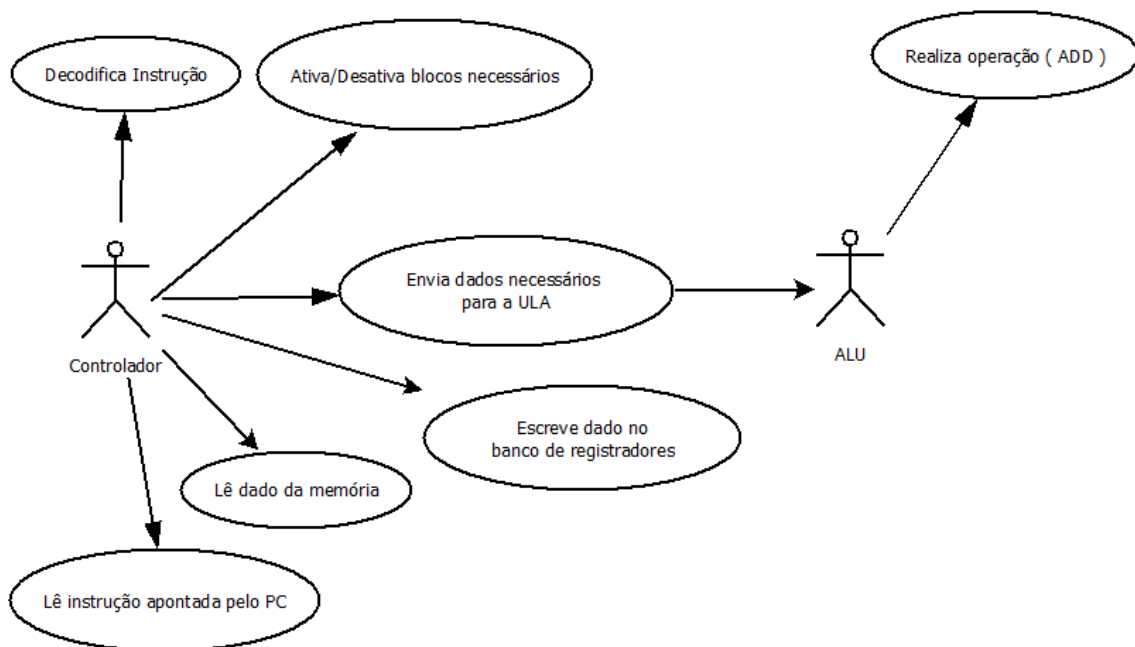 Decodifica Instrução
Ativa/Desativa blocos necessários
Realiza operação ( ADD )
Envia dados necessários
para a ULA
Controlador
ALU
Escreve dado no
banco de registradores
Lê dado da memória
Lê instrução apontada pelo PC